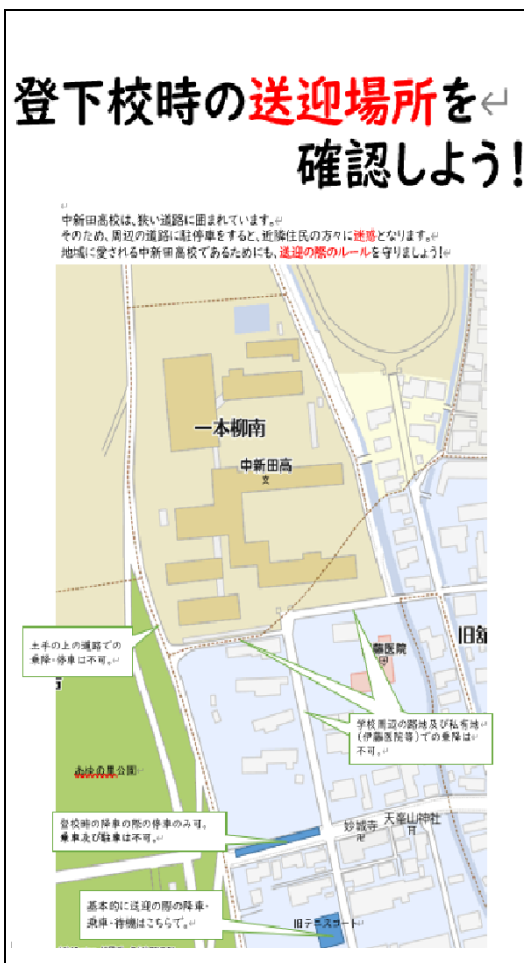 登下校時の送迎場所を
確認しよう!
中新田高校は、狭い道路に囲まれています。
そのため、周辺の道路に駐停車をすると、近隣住民の方々に迷惑となります。
地域に愛される中新田高校であるためにも、送迎の際のルールを守りましょう!
一本柳南
中新田高
文
土手の上の道路での
乗降・停車は不可。
藤医院
旧舘
学校周辺の路地及び私有地
(伊藤医院等)での乗降は
不可。
あゆの里公園
登校時の降車の際の停車のみ可。
乗車及び駐車は不可。
妙城寺
天皇山神社
基本的に送迎の際の降車・
乗車・待機はこちらで。
旧テニスコート